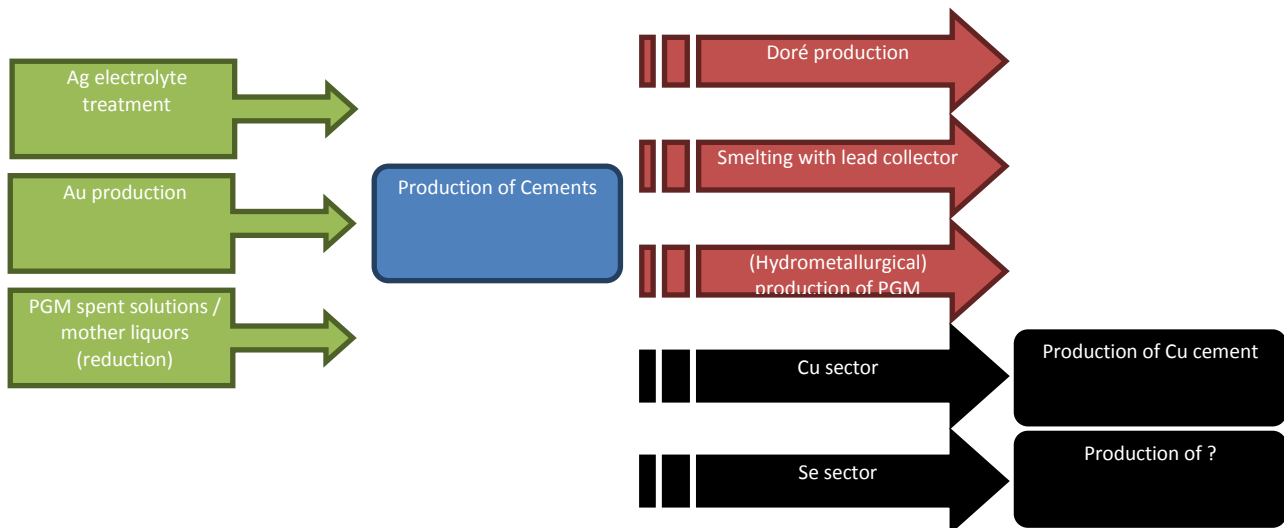 Ag electrolyte
treatment
Au production
PGM spent solutions /
mother liquors
(reduction)
Production of Cements
Doré production
Smelting with lead collector
(Hydrometallurgical)
production of PGM
Cu sector
Production of Cu cement
Se sector
Production of ?